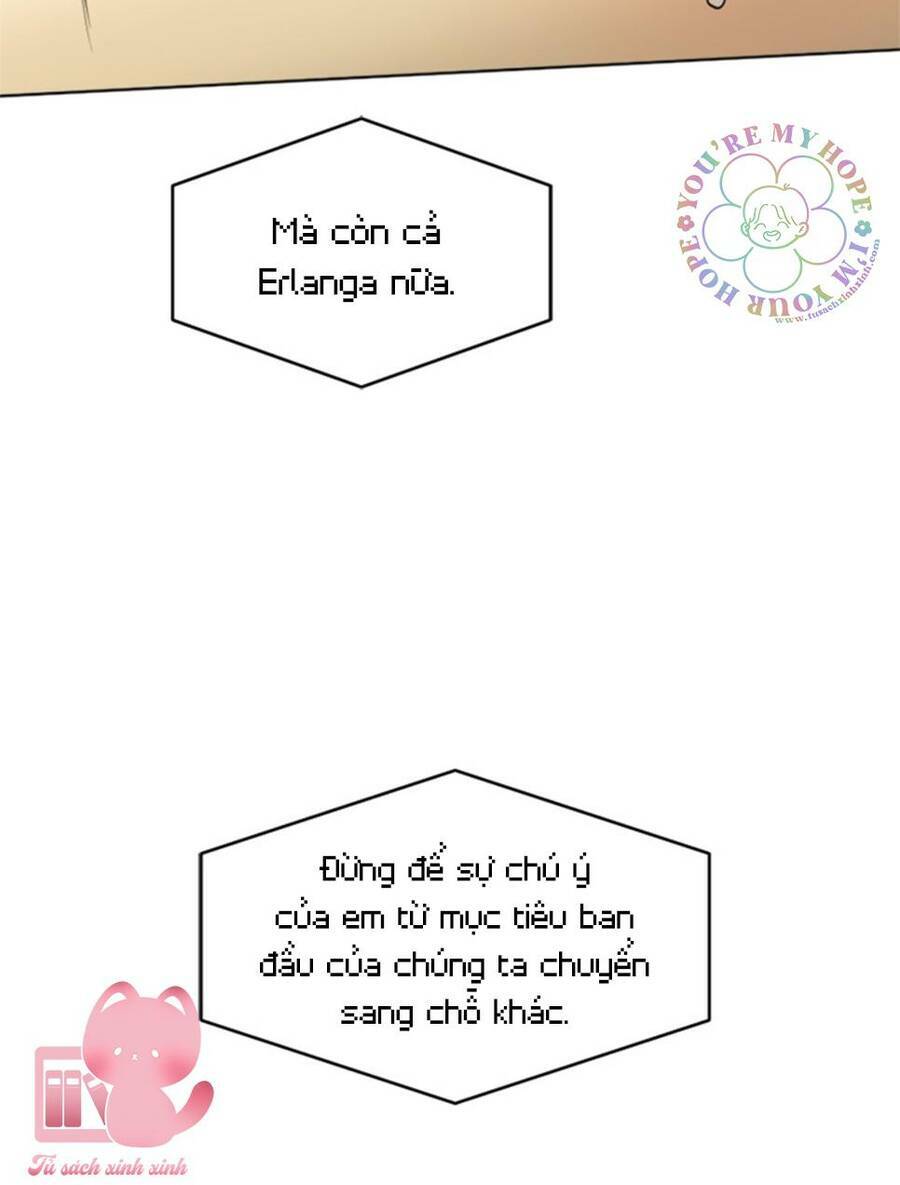 YOU'RE MY HOPE
I'M YOUR HOPE
www.tusachxinhxinh.com
Mà còn cả
Erlanga nữa.
Đừng để sự chú ý
của em từ mục tiêu ban
đầu của chúng ta chuyển
sang chỗ khác.
Tủ sách xinh xinh